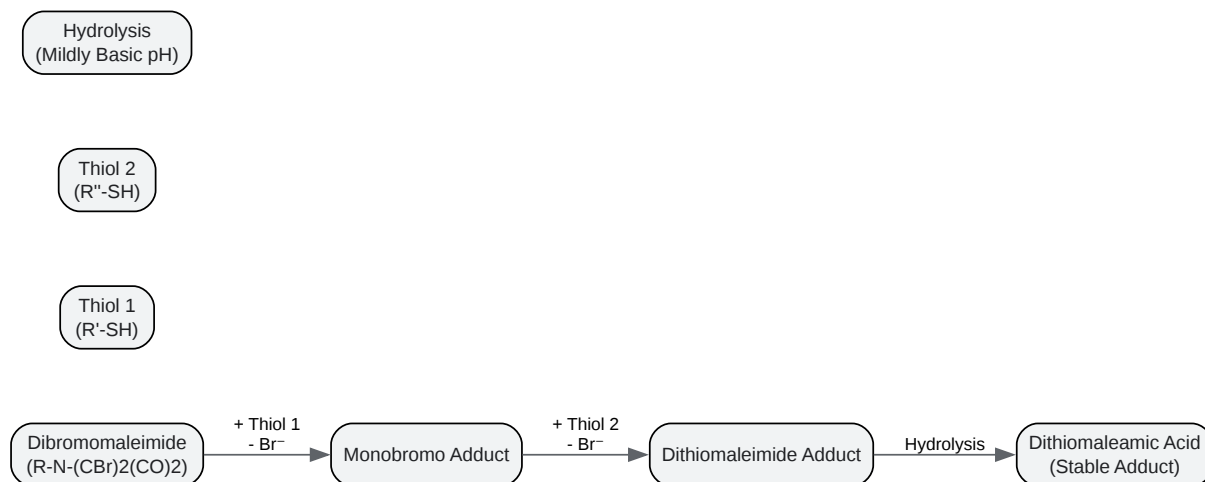 Hydrolysis
(Mildly Basic pH)
Thiol 2
(R"-SH)
Thiol 1
(R'-SH)
Dibromomaleimide
(R-N-(CBr)2(CO)2)
+ Thiol 1
- Br⁻
Monobromo Adduct
+ Thiol 2
- Br⁻
Dithiomaleimide Adduct
Hydrolysis
Dithiomaleamic Acid
(Stable Adduct)